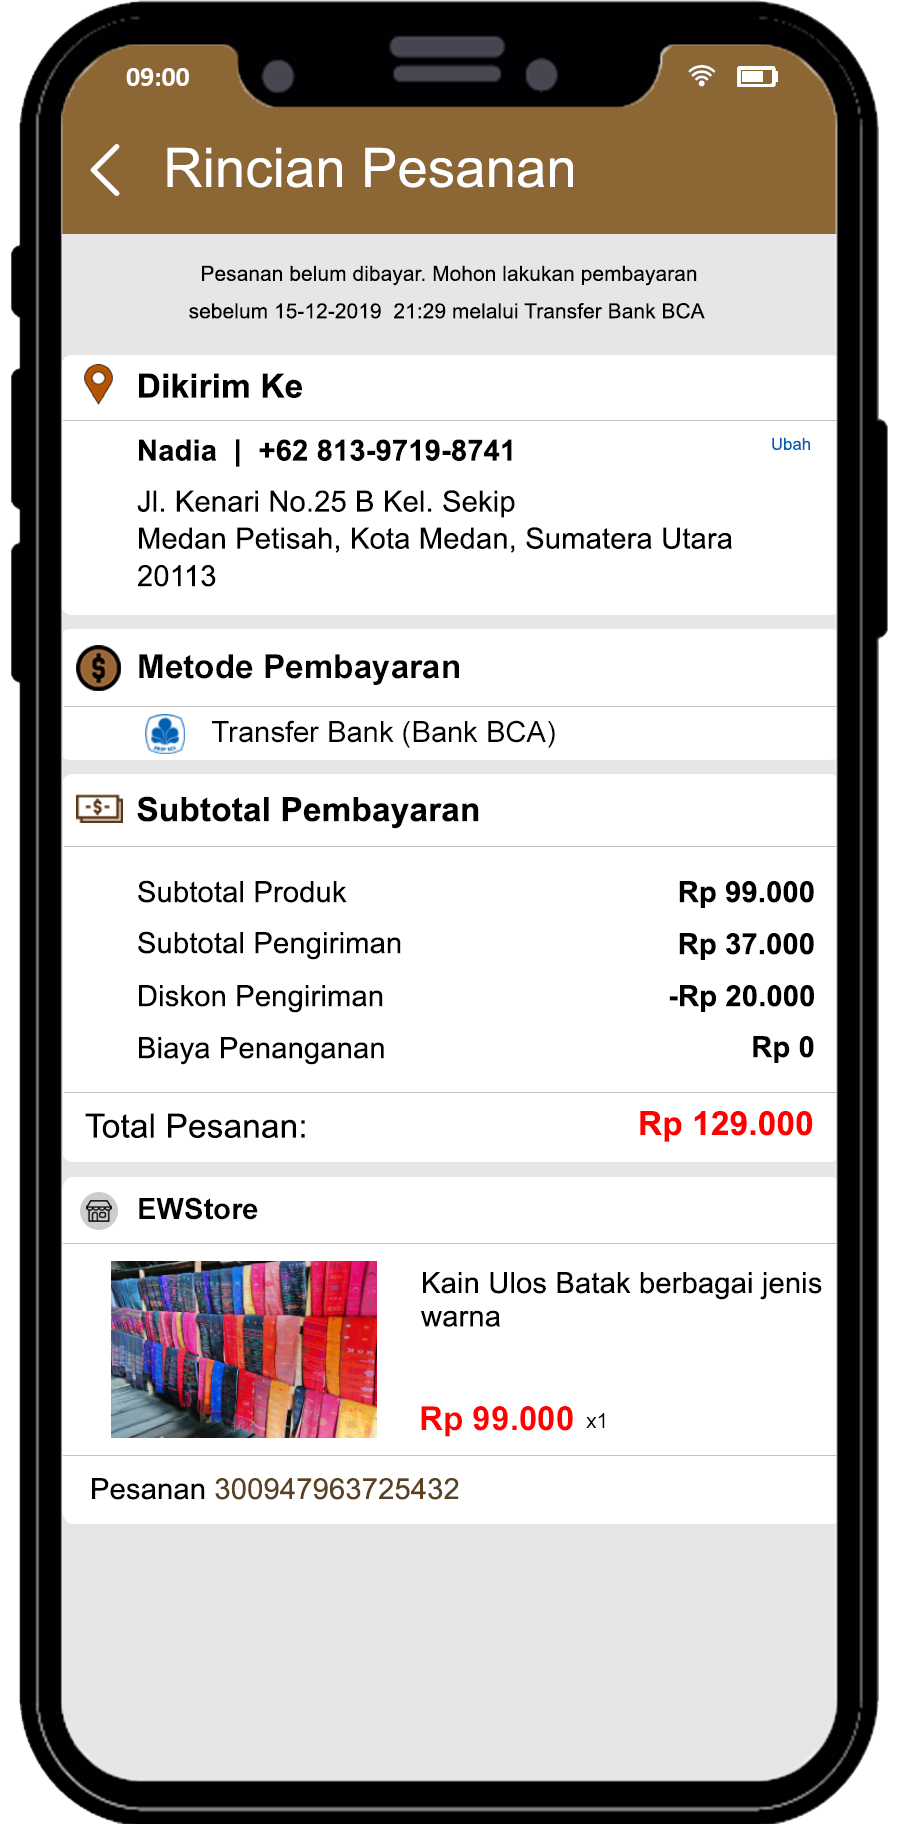 09:00
Rincian Pesanan
Pesanan belum dibayar. Mohon lakukan pembayaran
sebelum 15-12-2019 21:29 melalui Transfer Bank BCA
Dikirim Ke
Nadia | +62 813-9719-8741
Ubah
Jl. Kenari No.25 B Kel. Sekip
Medan Petisah, Kota Medan, Sumatera Utara
20113
Metode Pembayaran
Transfer Bank (Bank BCA)
Subtotal Pembayaran
Subtotal Produk Rp 99.000
Subtotal Pengiriman Rp 37.000
Diskon Pengiriman -Rp 20.000
Biaya Penanganan Rp 0
Total Pesanan: Rp 129.000
EWStore
Kain Ulos Batak berbagai jenis
warna
Rp 99.000 x1
Pesanan 300947963725432